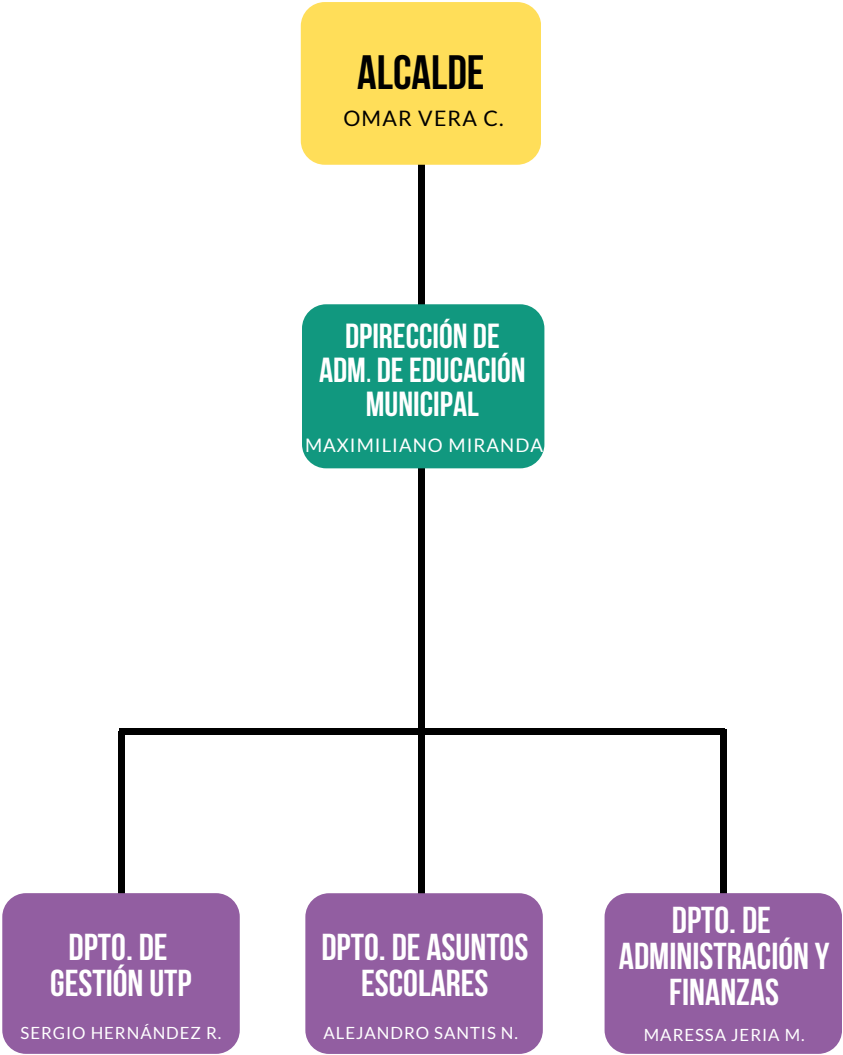 ALCALDE
OMAR VERA C.
DPIRECCIÓN DE
ADM. DE EDUCACIÓN
MUNICIPAL
MAXIMILIANO MIRANDA
DPTO. DE
GESTIÓN UTP
SERGIO HERNÁNDEZ R.
DPTO. DE ASUNTOS
ESCOLARES
ALEJANDRO SANTIS N.
DPTO. DE
ADMINISTRACIÓN Y
FINANZAS
MARESSA JERIA M.